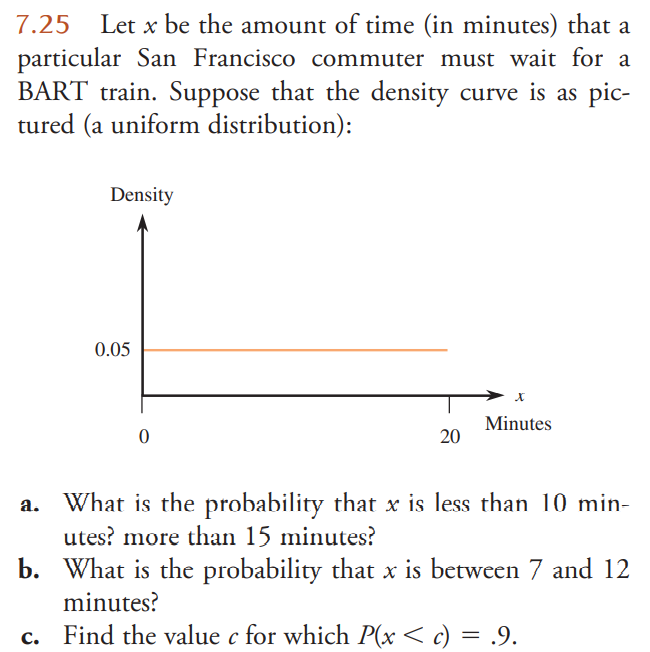 7.25 Let x be the amount of time (in minutes) that a
particular San Francisco commuter must wait for a
BART train. Suppose that the density curve is as pic-
tured (a uniform distribution):
Density
0.05
x
Minutes
0
20
a. What is the probability that x is less than 10 min-
utes? more than 15 minutes?
b. What is the probability that x is between 7 and 12
minutes?
c. Find the value c for which P(x < c) = .9.